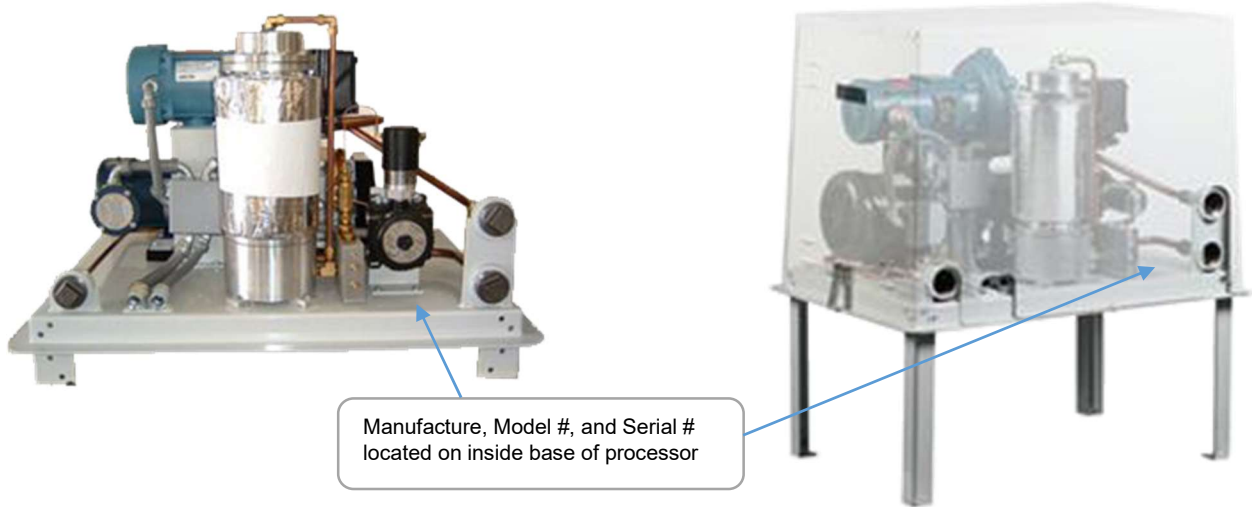 Manufacture, Model #, and Serial #
located on inside base of processor